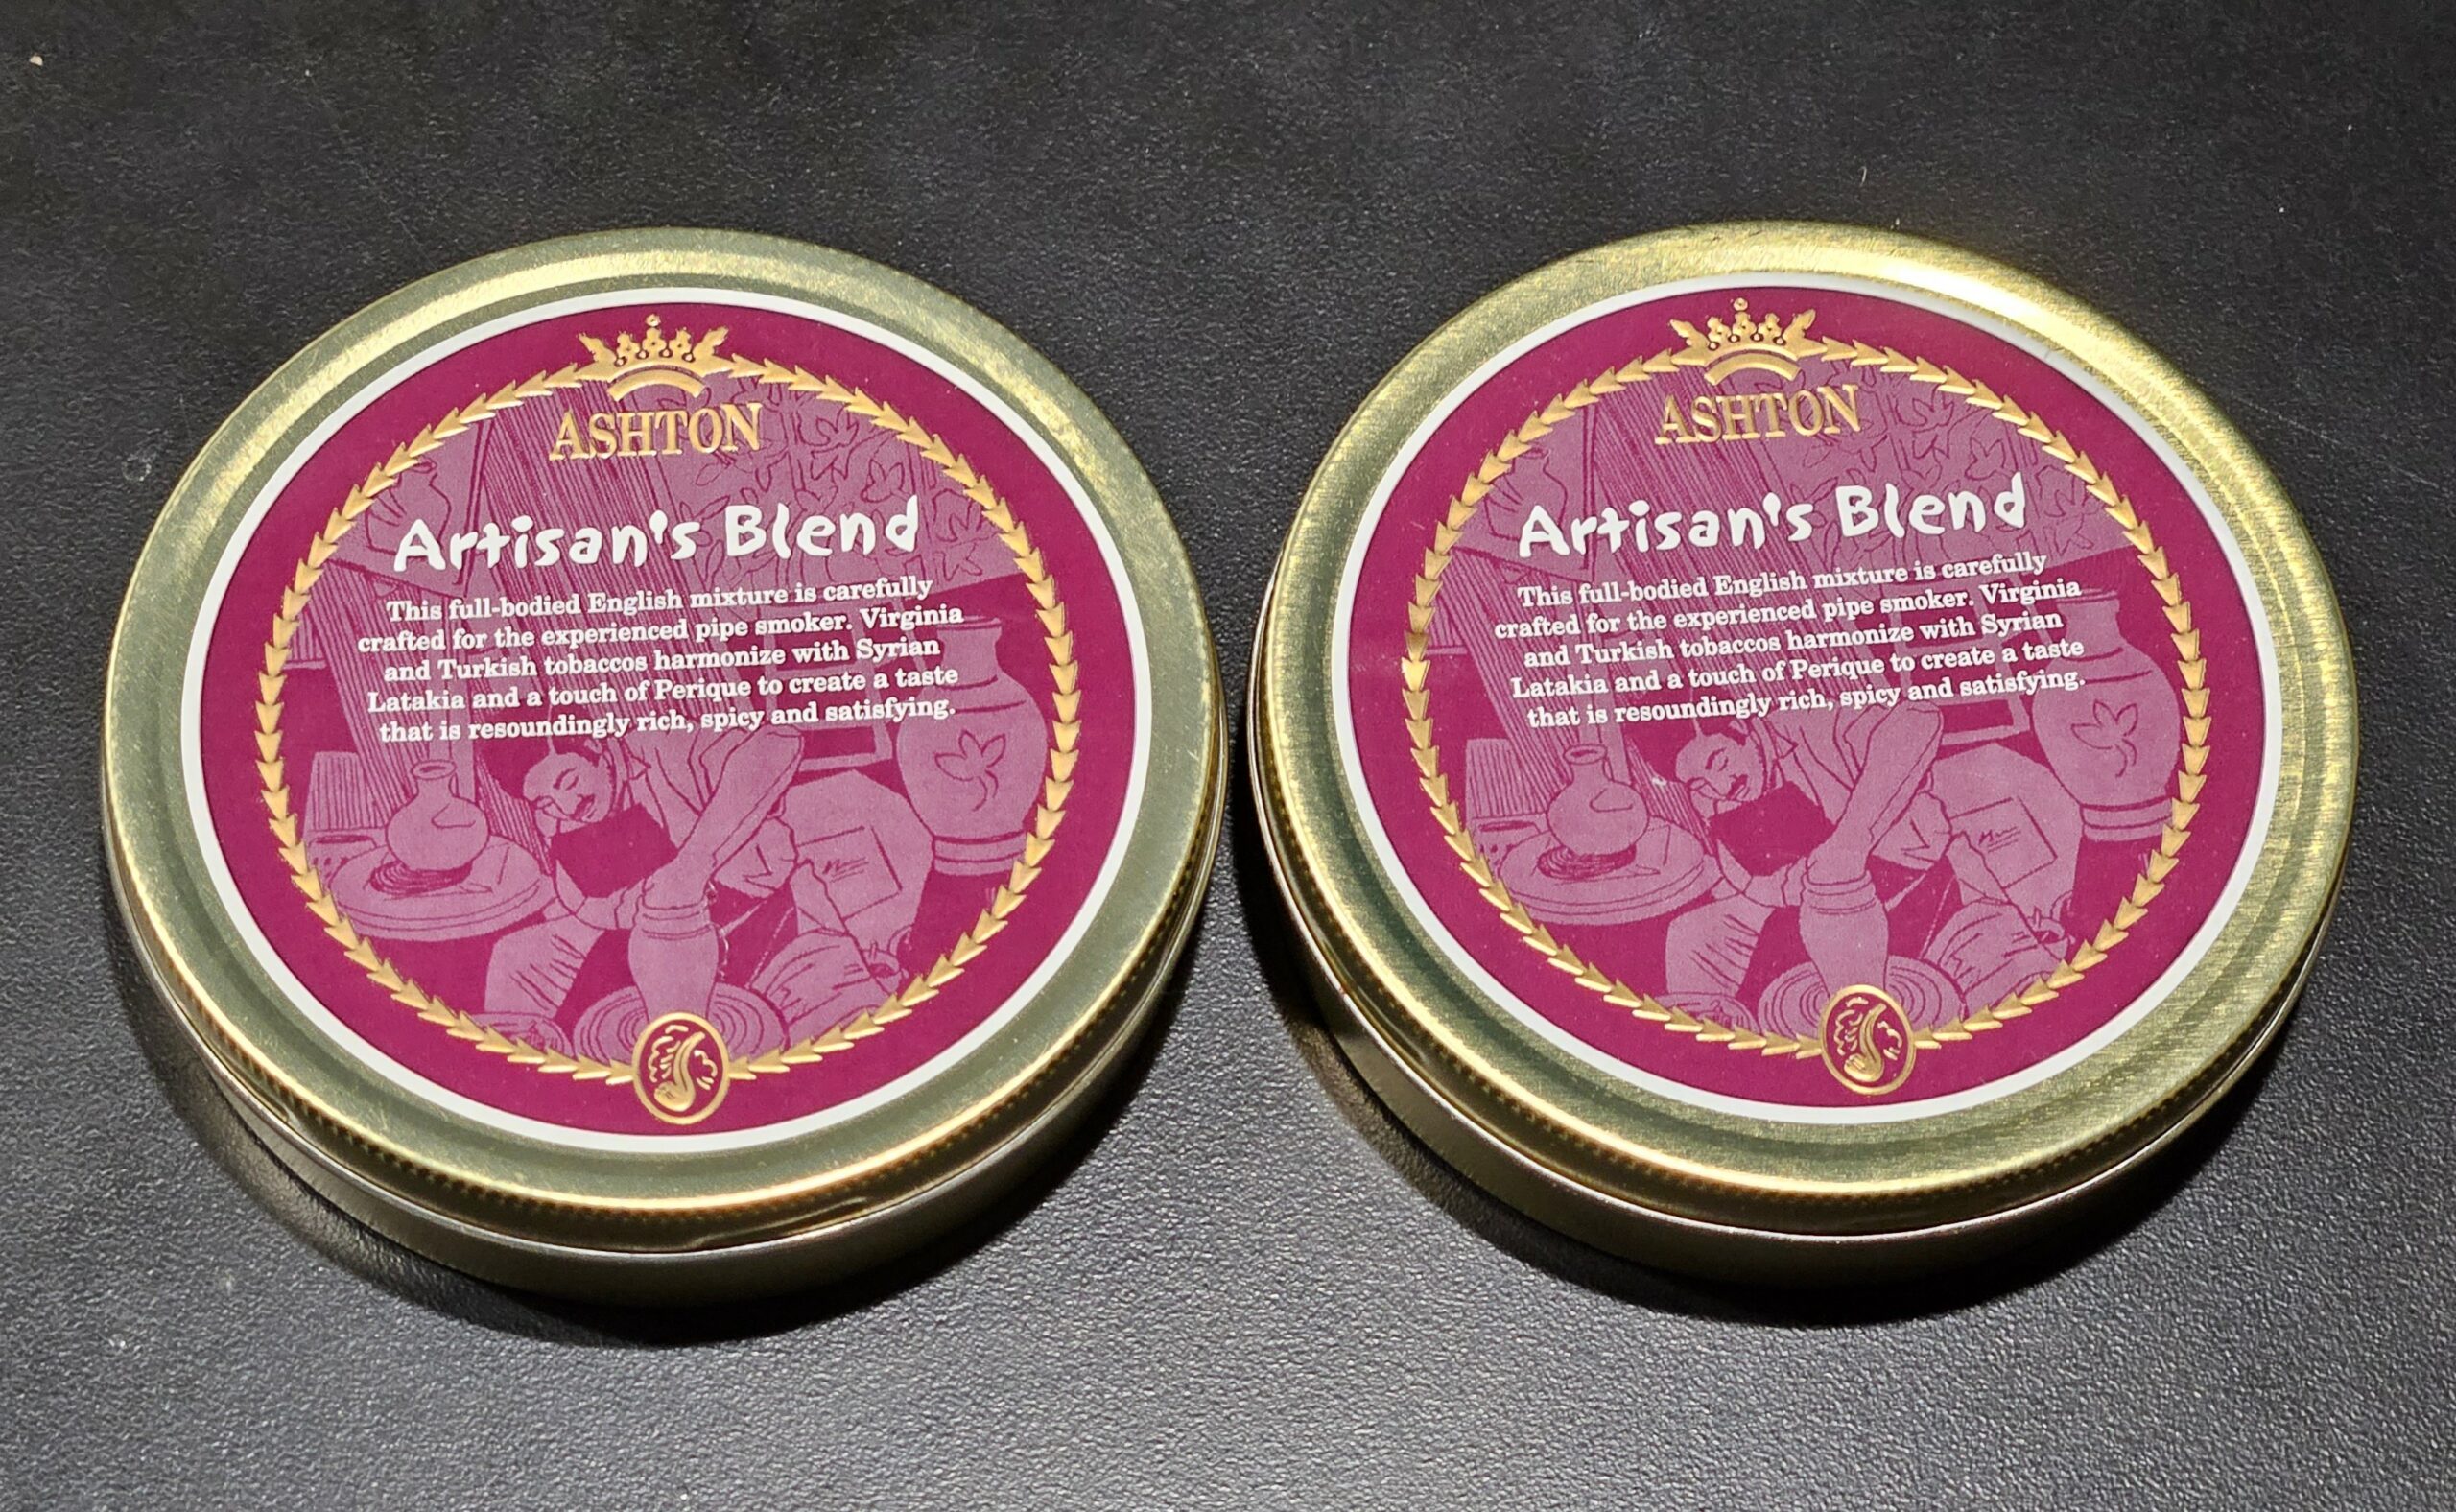 ASHTON
Artisan's Blend
This full-bodied English mixture is carefully
crafted for the experienced pipe smoker. Virginia
and Turkish tobaccos harmonize with Syrian
Latakia and a touch of Perique to create a taste
that is resoundingly rich, spicy and satisfying.
ASHTON
Artisan's Blend
This full-bodied English mixture is carefully
crafted for the experienced pipe smoker. Virginia
and Turkish tobaccos harmonize with Syrian
Latakia and a touch of Perique to create a taste
that is resoundingly rich, spicy and satisfying.